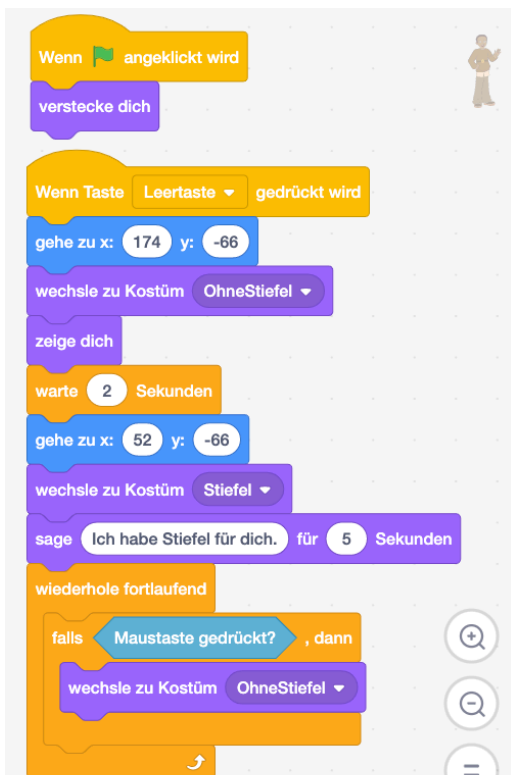 Wenn angeklickt wird
verstecke dich
Wenn Taste Leertaste gedrückt wird
gehe zu x: 174 y: -66
wechsle zu Kostüm OhneStiefel
zeige dich
warte 2 Sekunden
gehe zu x: 52 y: -66
wechsle zu Kostüm Stiefel
sage Ich habe Stiefel für dich. für 5 Sekunden
wiederhole fortlaufend
falls Maustaste gedrückt? , dann
wechsle zu Kostüm OhneStiefel